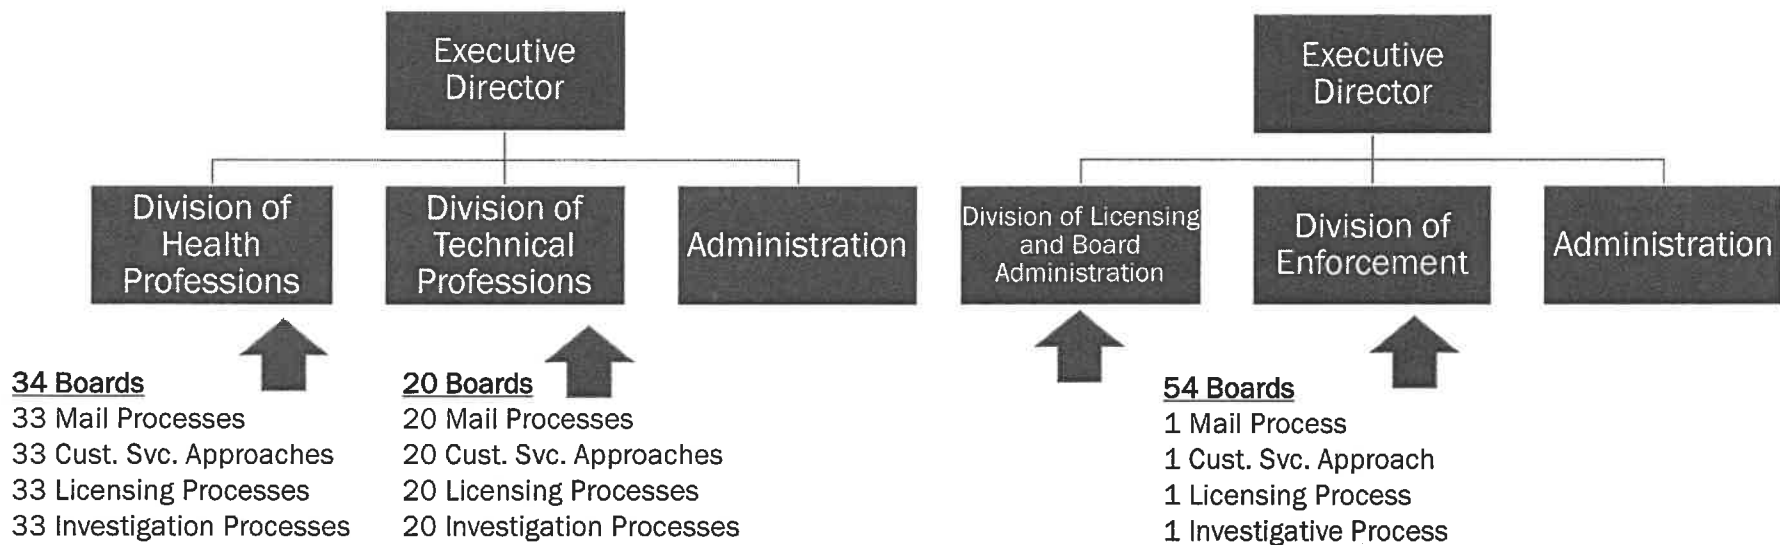 Executive
Director
Division of
Health
Professions
Division of
Technical
Professions
Administration
34 Boards
33 Mail Processes
33 Cust. Svc. Approaches
33 Licensing Processes
33 Investigation Processes
20 Boards
20 Mail Processes
20 Cust. Svc. Approaches
20 Licensing Processes
20 Investigation Processes
Executive
Director
Division of Licensing
and Board
Administration
Division of
Enforcement
Administration
54 Boards
1 Mail Process
1 Cust. Svc. Approach
1 Licensing Process
1 Investigative Process